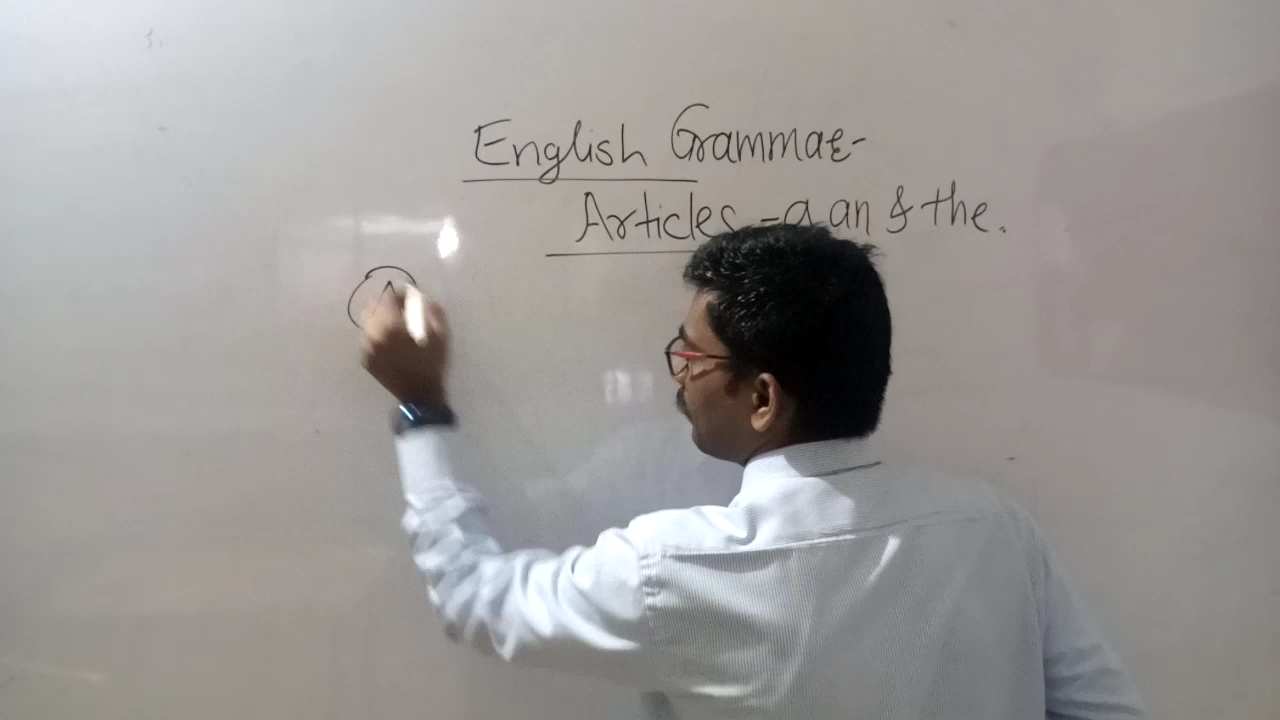 English Grammar-
Articles - a an & the.
A